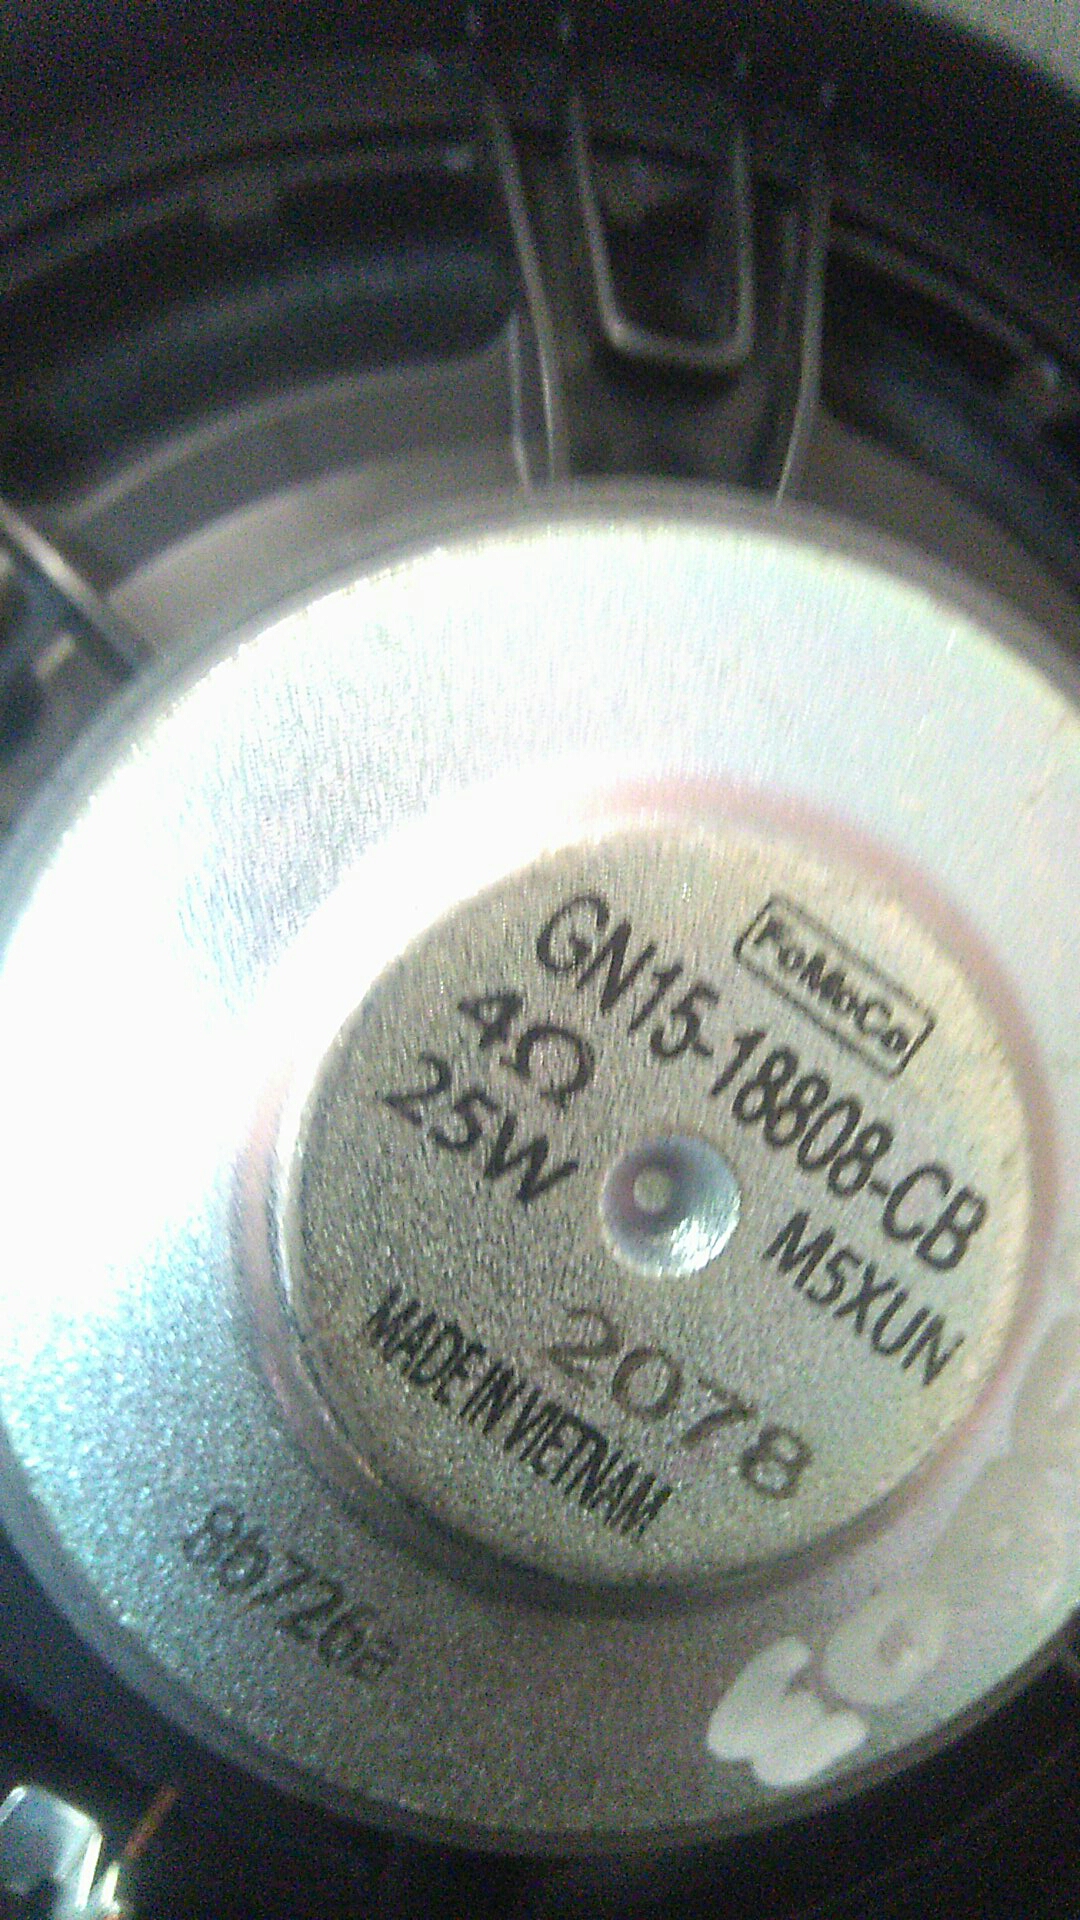 FoMoCo
GN15-18808-CB
4Ω
25W
M5XUN
2078
MADE IN VIETNAM